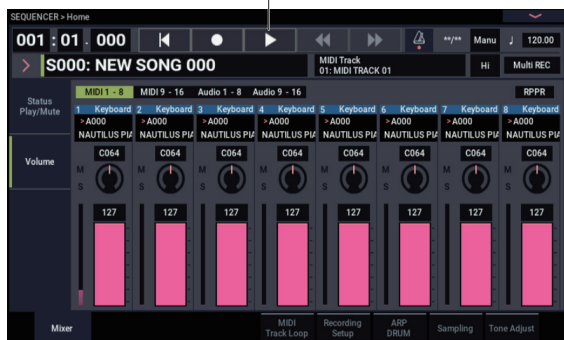 SEQUENCER > Home
001 : 01 . 000 **/** Manu ♩ 120.00
> S000: NEW SONG 000 MIDI Track 01: MIDI TRACK 01 Hi Multi REC
Status Play/Mute
MIDI 1 - 8 MIDI 9 - 16 Audio 1 - 8 Audio 9 - 16 RPPR
1 Keyboard 2 Keyboard 3 Keyboard 4 Keyboard 5 Keyboard 6 Keyboard 7 Keyboard 8 Keyboard
>A000 >A000 >A000 >A000 >A000 >A000 >A000 >A000
NAUTILUS PIA NAUTILUS PIA NAUTILUS PIA NAUTILUS PIA NAUTILUS PIA NAUTILUS PIA NAUTILUS PIA NAUTILUS PIA
Volume
C064 C064 C064 C064 C064 C064 C064 C064
M M M M M M M M
S S S S S S S S
127 127 127 127 127 127 127 127
Mixer
MIDI Track Loop
Recording Setup
ARP DRUM
Sampling
Tone Adjust